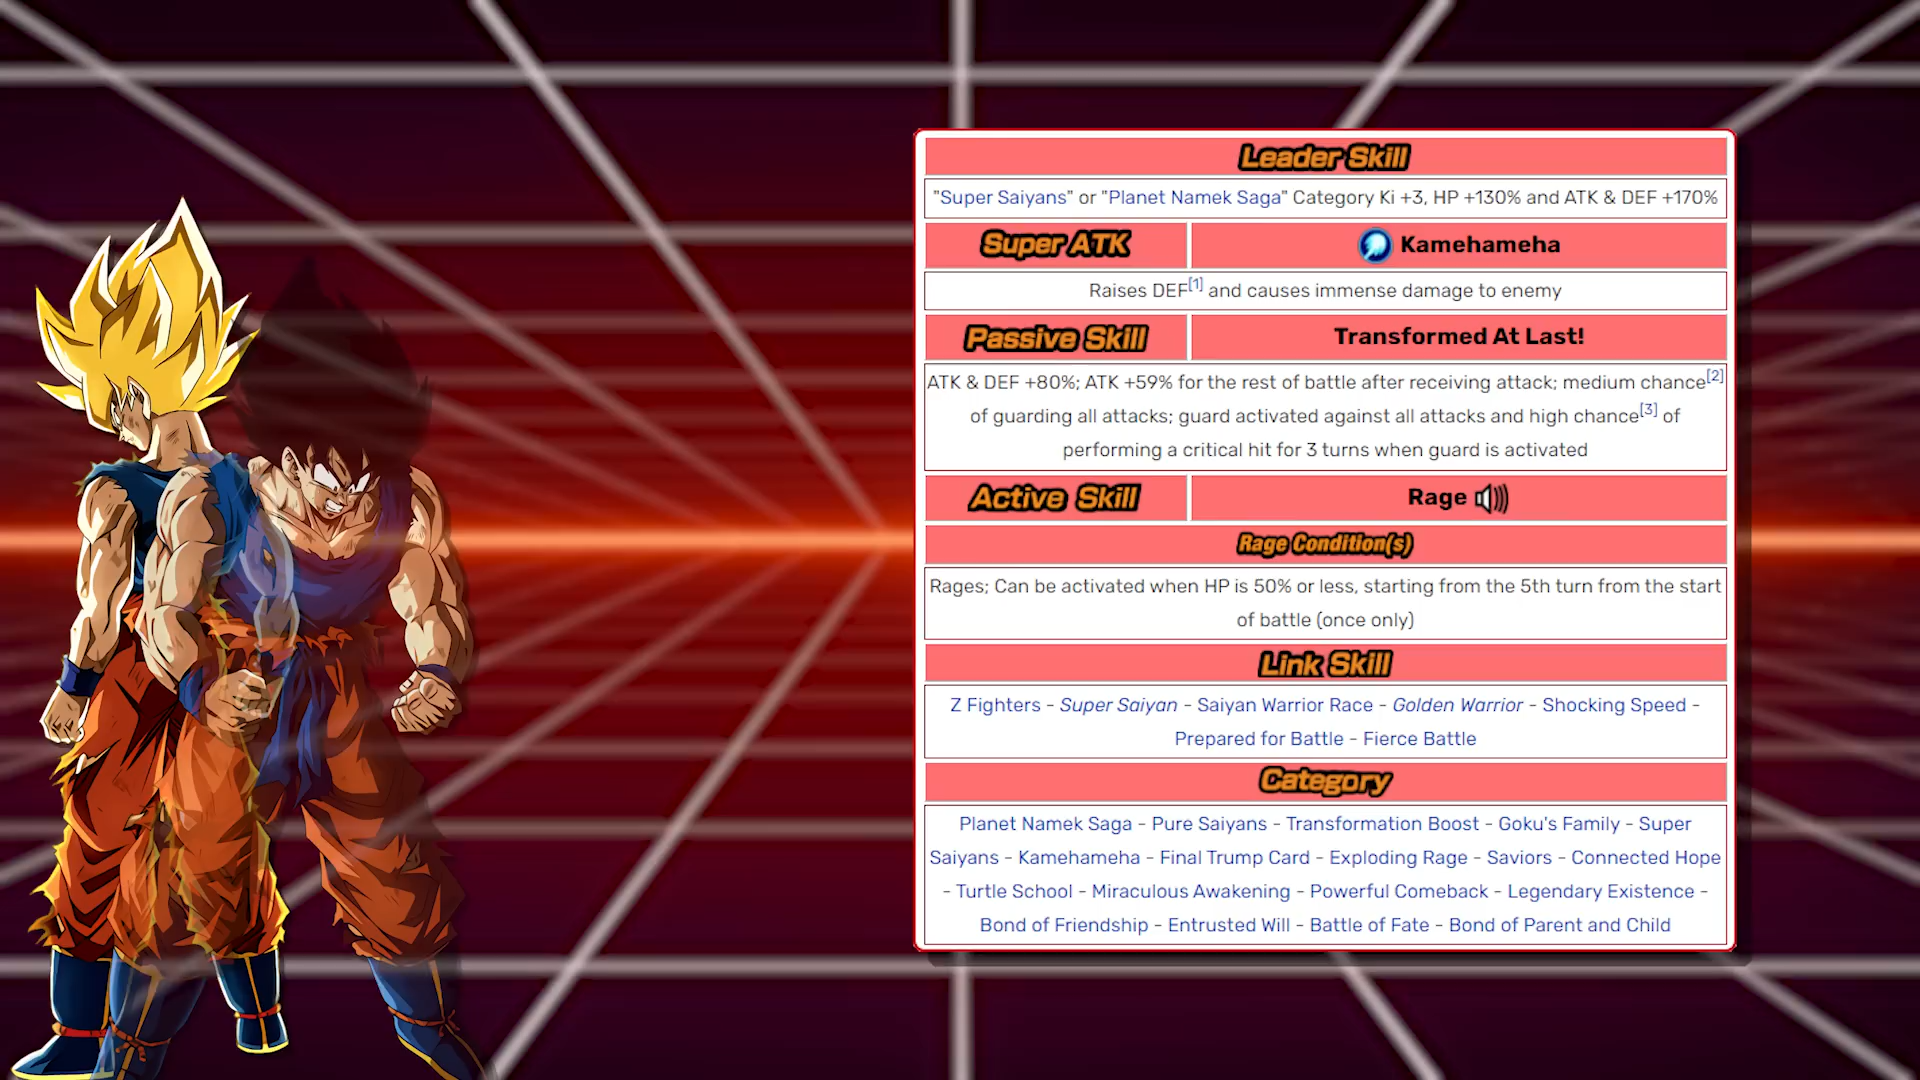 Leader Skill
"Super Saiyans" or "Planet Namek Saga" Category Ki +3, HP +130% and ATK & DEF +170%
Super ATK
Kamehameha
Raises DEF[1] and causes immense damage to enemy
Passive Skill
Transformed At Last!
ATK & DEF +80%; ATK +59% for the rest of battle after receiving attack; medium chance[2]
of guarding all attacks; guard activated against all attacks and high chance[3] of
performing a critical hit for 3 turns when guard is activated
Active Skill
Rage
Rage Condition(s)
Rages; Can be activated when HP is 50% or less, starting from the 5th turn from the start
of battle (once only)
Link Skill
Z Fighters - Super Saiyan - Saiyan Warrior Race - Golden Warrior - Shocking Speed -
Prepared for Battle - Fierce Battle
Category
Planet Namek Saga - Pure Saiyans - Transformation Boost - Goku's Family - Super
Saiyans - Kamehameha - Final Trump Card - Exploding Rage - Saviors - Connected Hope
- Turtle School - Miraculous Awakening - Powerful Comeback - Legendary Existence -
Bond of Friendship - Entrusted Will - Battle of Fate - Bond of Parent and Child